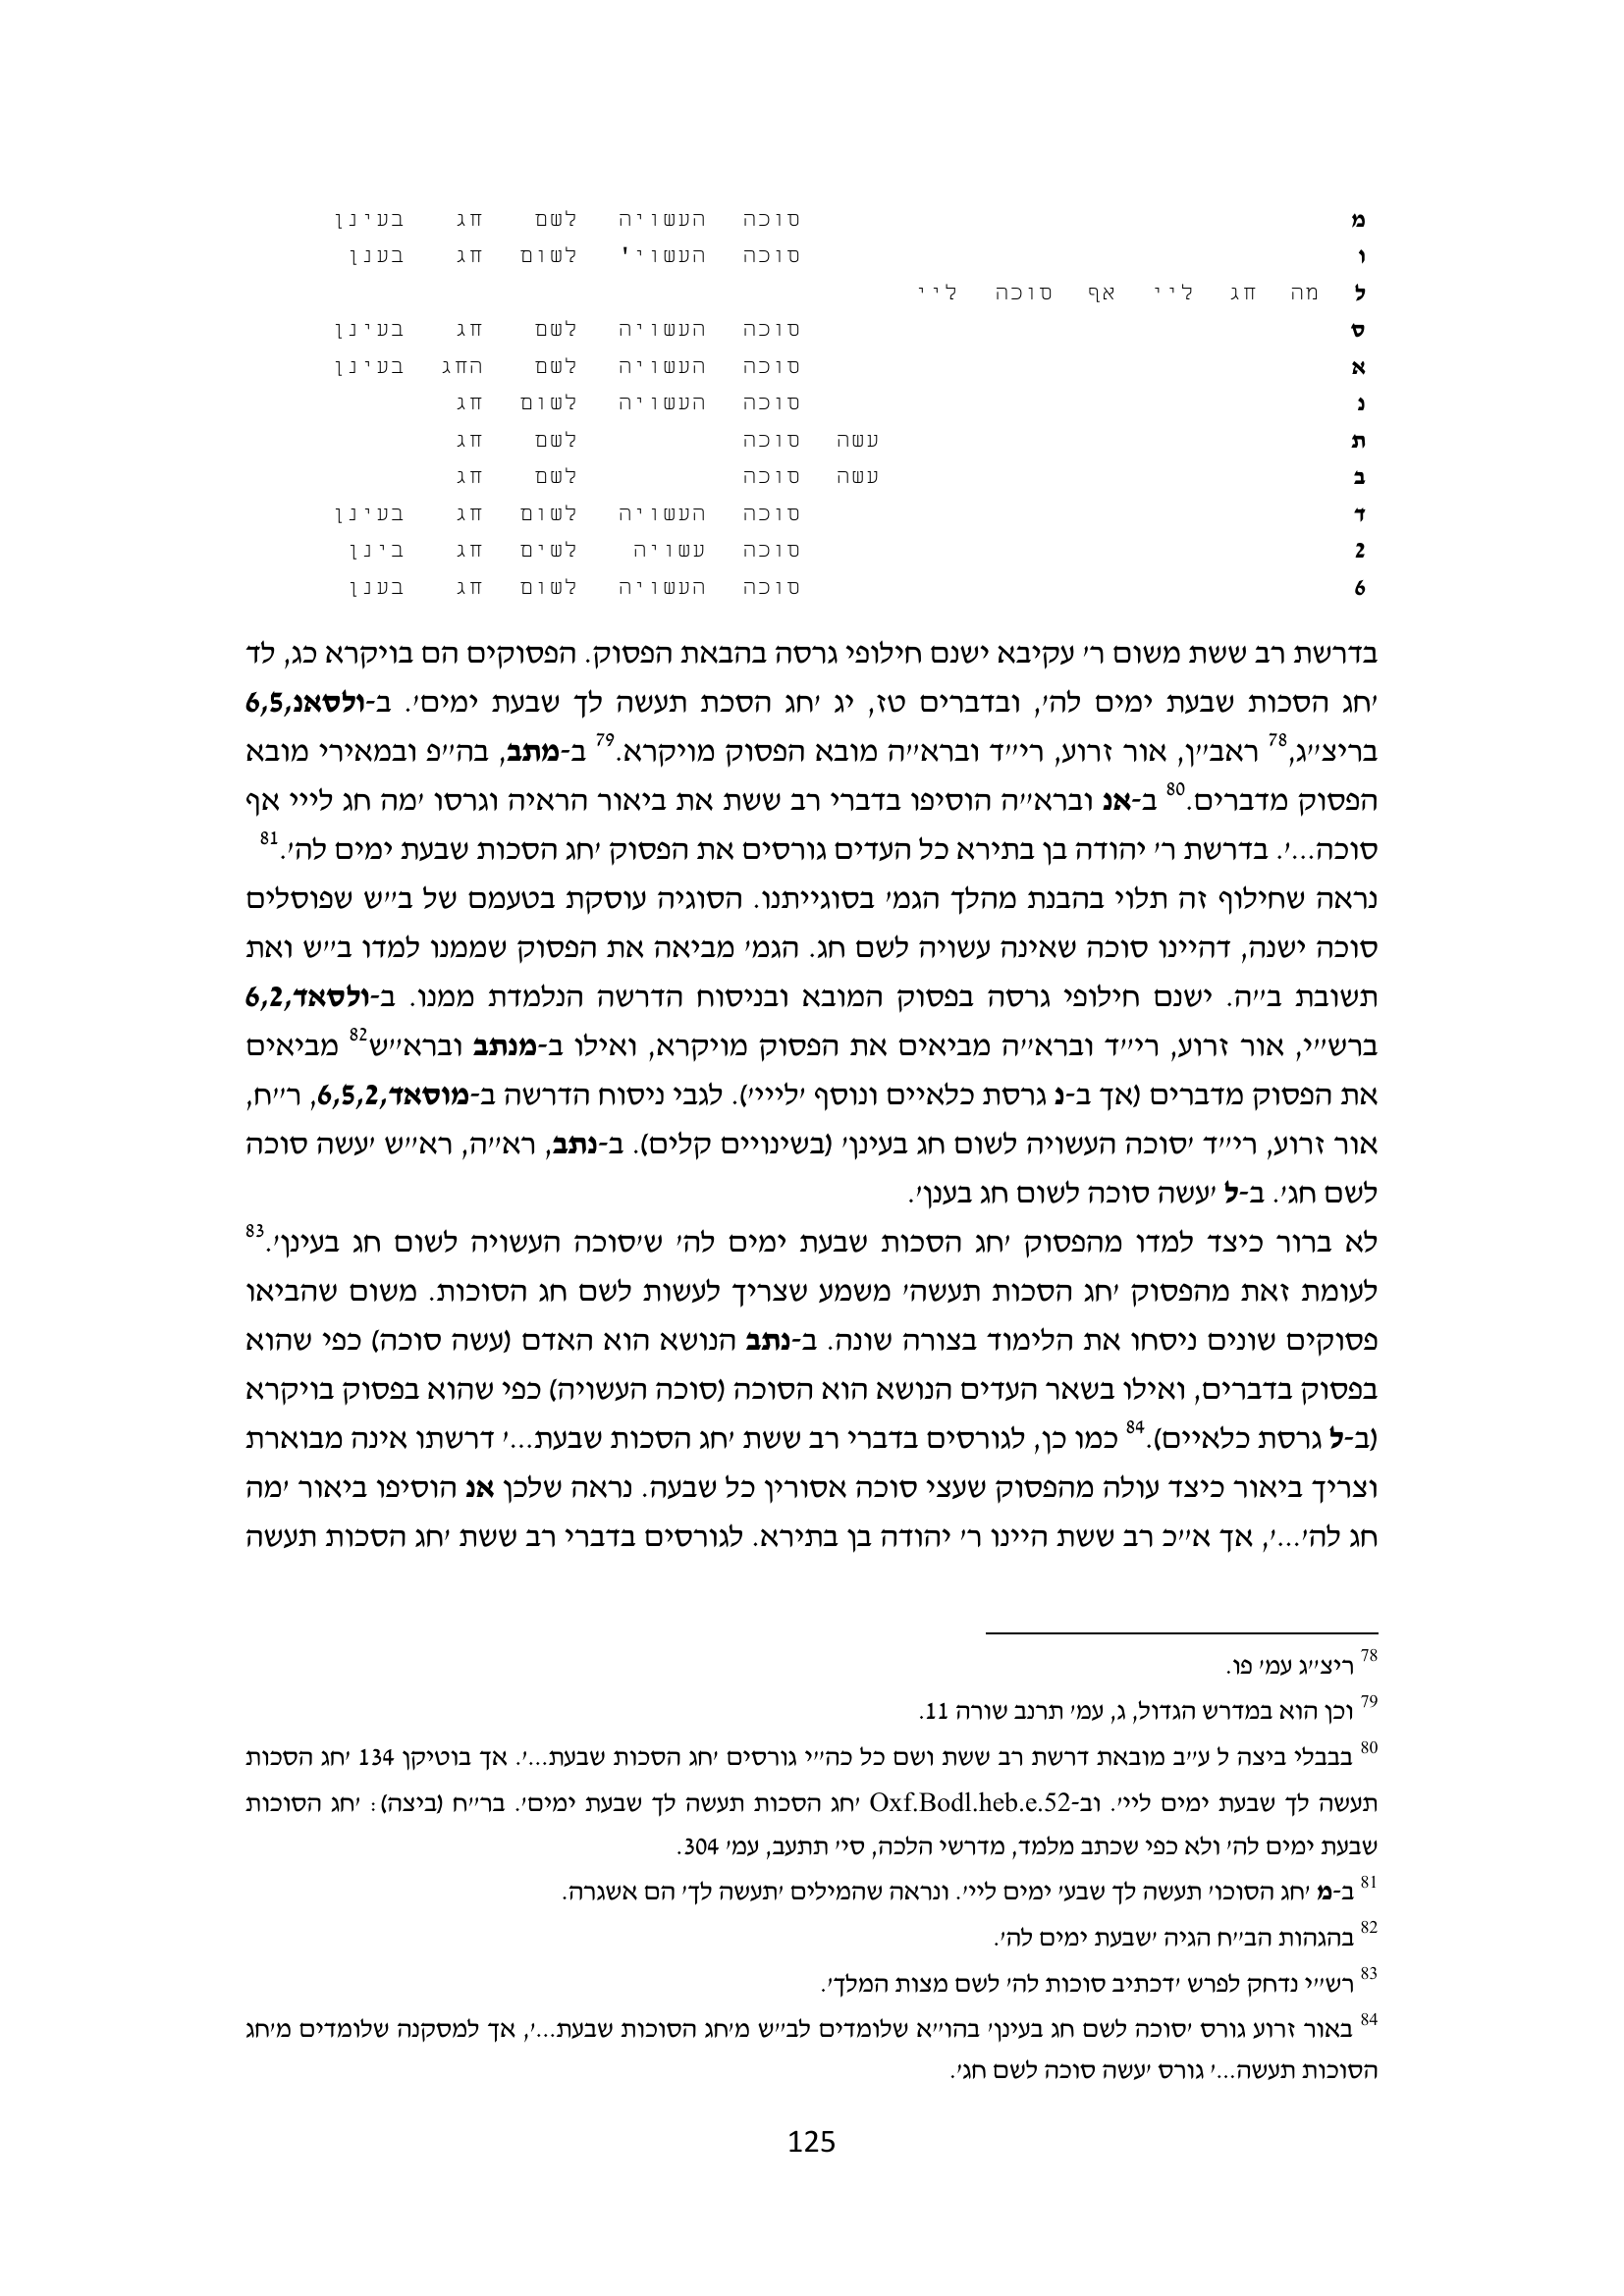 מ סוכה העשויה לשם חג בעינן
ו סוכה העשוי' לשום חג בענן
ל מה חג ליי אף סוכה ליי
ס סוכה העשויה לשם חג בעינן
א סוכה העשויה לשם החג בעינן
נ סוכה העשויה לשום חג
ת עשה סוכה לשם חג
ב עשה סוכה לשם חג
ד סוכה העשויה לשום חג בעינן
2 סוכה עשויה לשים חג בינן
6 סוכה העשויה לשום חג בענן
בדרשת רב ששת משום ר' עקיבא ישנם חילופי גרסה בהבאת הפסוק. הפסוקים הם בויקרא כג, לד
'חג הסכות שבעת ימים לה', ובדברים טז, יג 'חג הסכת תעשה לך שבעת ימים'. ב-ולסאנ,6,5
בריצ''ג,78 ראב''ן, אור זרוע, רי''ד וברא''ה מובא הפסוק מויקרא.79 ב-מתב, בה''פ ובמאירי מובא
הפסוק מדברים.80 ב-אנ וברא''ה הוסיפו בדברי רב ששת את ביאור הראיה וגרסו 'מה חג לייי אף
סוכה...'. בדרשת ר' יהודה בן בתירא כל העדים גורסים את הפסוק 'חג הסכות שבעת ימים לה'.81
נראה שחילוף זה תלוי בהבנת מהלך הגמ' בסוגייתנו. הסוגיה עוסקת בטעמם של ב''ש שפוסלים
סוכה ישנה, דהיינו סוכה שאינה עשויה לשם חג. הגמ' מביאה את הפסוק שממנו למדו ב''ש ואת
תשובת ב''ה. ישנם חילופי גרסה בפסוק המובא ובניסוח הדרשה הנלמדת ממנו. ב-ולסאד,6,2
ברש''י, אור זרוע, רי''ד וברא''ה מביאים את הפסוק מויקרא, ואילו ב-מנתב וברא''ש82 מביאים
את הפסוק מדברים (אך ב-נ גרסת כלאיים ונוסף 'לייי'). לגבי ניסוח הדרשה ב-מוסאד,6,5,2, ר''ח,
אור זרוע, רי''ד 'סוכה העשויה לשום חג בעינן' (בשינויים קלים). ב-נתב, רא''ה, רא''ש 'עשה סוכה
לשם חג'. ב-ל 'עשה סוכה לשום חג בענן'.
לא ברור כיצד למדו מהפסוק 'חג הסכות שבעת ימים לה' ש'סוכה העשויה לשום חג בעינן'.83
לעומת זאת מהפסוק 'חג הסכות תעשה' משמע שצריך לעשות לשם חג הסוכות. משום שהביאו
פסוקים שונים ניסחו את הלימוד בצורה שונה. ב-נתב הנושא הוא האדם (עשה סוכה) כפי שהוא
בפסוק בדברים, ואילו בשאר העדים הנושא הוא הסוכה (סוכה העשויה) כפי שהוא בפסוק בויקרא
(ב-ל גרסת כלאיים).84 כמו כן, לגורסים בדברי רב ששת 'חג הסכות שבעת...' דרשתו אינה מבוארת
וצריך ביאור כיצד עולה מהפסוק שעצי סוכה אסורין כל שבעה. נראה שלכן אנ הוסיפו ביאור 'מה
חג לה'...', אך א''כ רב ששת היינו ר' יהודה בן בתירא. לגורסים בדברי רב ששת 'חג הסכות תעשה
78 ריצ''ג עמ' פו.
79 וכן הוא במדרש הגדול, ג, עמ' תרנב שורה 11.
80 בבבלי ביצה ל ע''ב מובאת דרשת רב ששת ושם כל כה''י גורסים 'חג הסכות שבעת...'. אך בוטיקן 134 'חג הסכות
תעשה לך שבעת ימים ליי'. וב-Oxf.Bodl.heb.e.52 'חג הסכות תעשה לך שבעת ימים'. בר''ח (ביצה): 'חג הסוכות
שבעת ימים לה' ולא כפי שכתב מלמד, מדרשי הלכה, סי' תתעב, עמ' 304.
81 ב-מ 'חג הסוכו' תעשה לך שבע' ימים ליי'. ונראה שהמילים 'תעשה לך' הם אשגרה.
82 בהגהות הב''ח הגיה 'שבעת ימים לה'.
83 רש''י נדחק לפרש 'דכתיב סוכות לה' לשם מצות המלך'.
84 באור זרוע גורס 'סוכה לשם חג בעינן' בהו''א שלומדים לב''ש מ'חג הסוכות שבעת...', אך למסקנה שלומדים מ'חג
הסוכות תעשה...' גורס 'עשה סוכה לשם חג'.
125